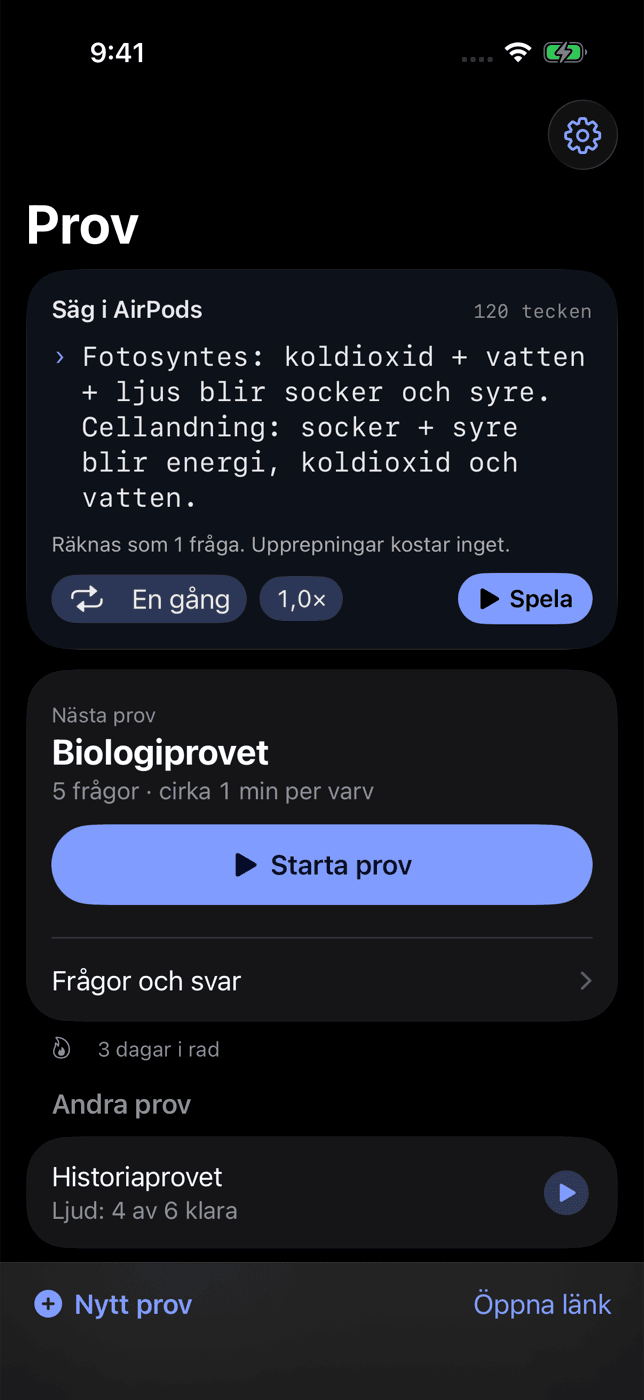 9:41
Prov
Säg i AirPods
120 tecken
› Fotosyntes: koldioxid + vatten
+ ljus blir socker och syre.
Cellandning: socker + syre
blir energi, koldioxid och
vatten.
Räknas som 1 fråga. Upprepningar kostar inget.
En gång
1,0×
Spela
Nästa prov
Biologiprovet
5 frågor · cirka 1 min per varv
Starta prov
Frågor och svar
3 dagar i rad
Andra prov
Historiaprovet
Ljud: 4 av 6 klara
Nytt prov
Öppna länk